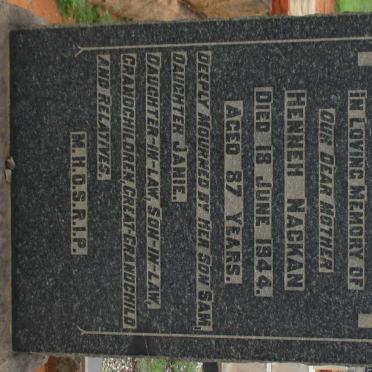 IN LOVING MEMORY OF
OUR DEAR MOTHER
HENNEH NACKAN
DIED 18 JUNE 1944.
AGED 87 YEARS.
DEEPLY MOURNED BY HER SON SAM,
DAUGHTER JANIE.
DAUGHTER-IN-LAW, SON-IN-LAW,
GRANDCHILDREN, GREAT-GRANDCHILD
AND RELATIVES.
M.H.D.S.R.I.P.